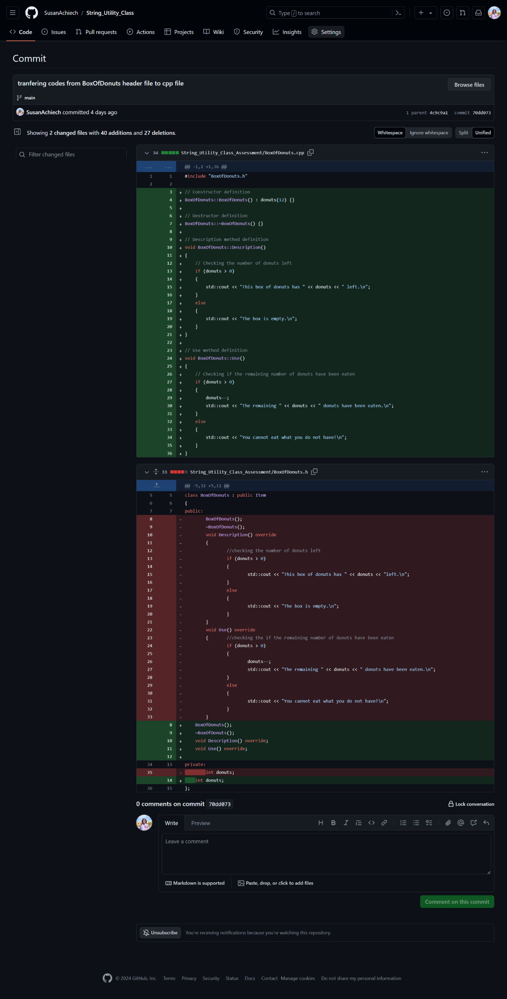 SusanAchiech / String_Utility_Class
Type / to search
Code Issues Pull requests Actions Projects Wiki Security Insights Settings
Commit
tranfering codes from BoxOfDonuts header file to cpp file
Browse files
main
SusanAchiech committed 4 days ago
1 parent 4c9c9a1 commit 70dd073
Showing 2 changed files with 40 additions and 27 deletions.
Whitespace Ignore whitespace Split Unified
Filter changed files
34 String_Utility_Class_Assessment/BoxOfDonuts.cpp
... ... @@ -1,2 +1,36 @@
1 1 #include "BoxOfDonuts.h"
2 2
3 + // Constructor definition
4 + BoxOfDonuts::BoxOfDonuts() : donuts(12) {}
5 +
6 + // Destructor definition
7 + BoxOfDonuts::~BoxOfDonuts() {}
8 +
9 + // Description method definition
10 + void BoxOfDonuts::Description()
11 + {
12 + // Checking the number of donuts left
13 + if (donuts > 0)
14 + {
15 + std::cout << "This box of donuts has " << donuts << " left.\n";
16 + }
17 + else
18 + {
19 + std::cout << "The box is empty.\n";
20 + }
21 + }
22 +
23 + // Use method definition
24 + void BoxOfDonuts::Use()
25 + {
26 + // Checking if the remaining number of donuts have been eaten
27 + if (donuts > 0)
28 + {
29 + donuts--;
30 + std::cout << "The remaining " << donuts << " donuts have been eaten.\n";
31 + }
32 + else
33 + {
34 + std::cout << "You cannot eat what you do not have!\n";
35 + }
36 + }
33 String_Utility_Class_Assessment/BoxOfDonuts.h
@@ -5,32 +5,11 @@
5 5 class BoxOfDonuts : public Item
6 6 {
7 7 public:
8 - BoxOfDonuts();
9 - ~BoxOfDonuts();
10 - void Description() override
11 - {
12 - //checking the number of donuts left
13 - if (donuts > 0)
14 - {
15 - std::cout << "This box of donuts has " << donuts << "left.\n";
16 - }
17 - else
18 - {
19 - std::cout << "The box is empty.\n";
20 - }
21 - }
22 - void Use() override
23 - { //checking the if the remaining number of dunots have been eaten
24 - if (donuts > 0)
25 - {
26 - donuts--;
27 - std::cout << "The remaining " << donuts << " donuts have been eaten.\n";
28 - }
29 - else
30 - {
31 - std::cout << "You cannot eat what you do not have!\n";
32 - }
33 - }
8 + BoxOfDonuts();
9 + ~BoxOfDonuts();
10 + void Description() override;
11 + void Use() override;
12 +
34 13 private:
35 - int donuts;
14 + int donuts;
36 15 };
0 comments on commit 70dd073
Lock conversation
Write Preview
Leave a comment
Markdown is supported Paste, drop, or click to add files
Comment on this commit
Unsubscribe You're receiving notifications because you're watching this repository.
© 2024 GitHub, Inc. Terms Privacy Security Status Docs Contact Manage cookies Do not share my personal information